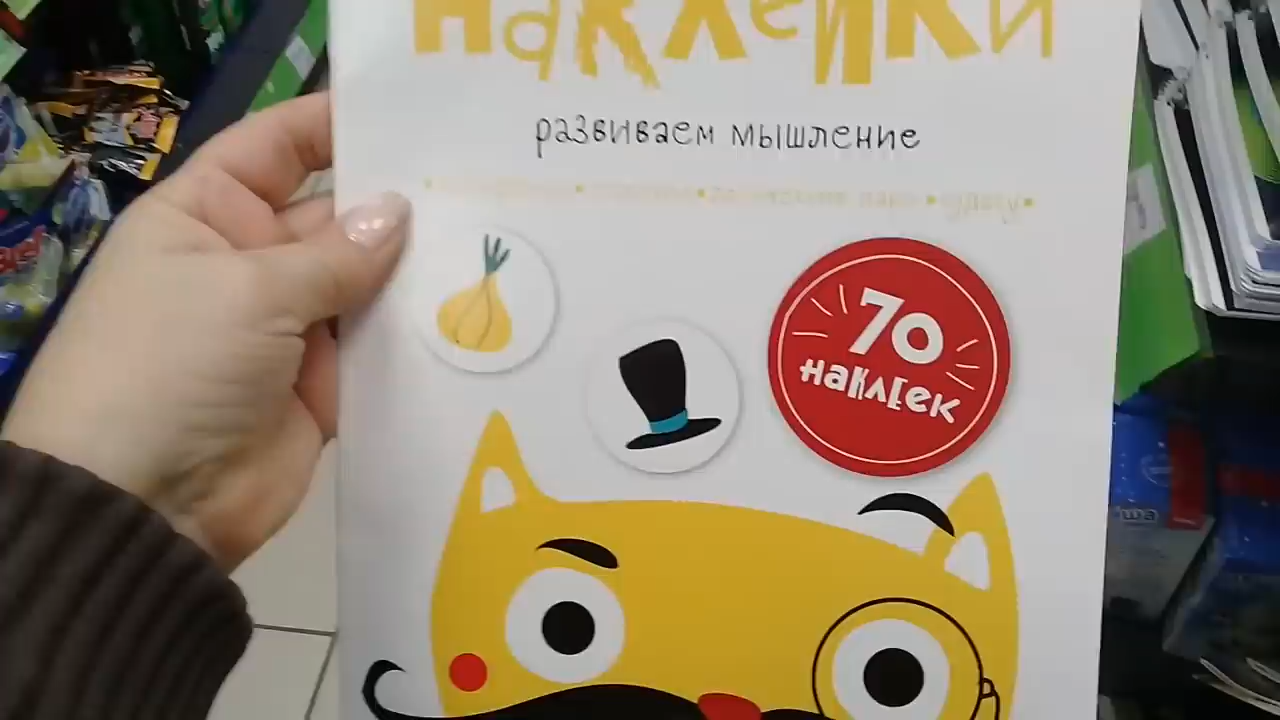 наклейки
развиваем мышление
70
наклеек